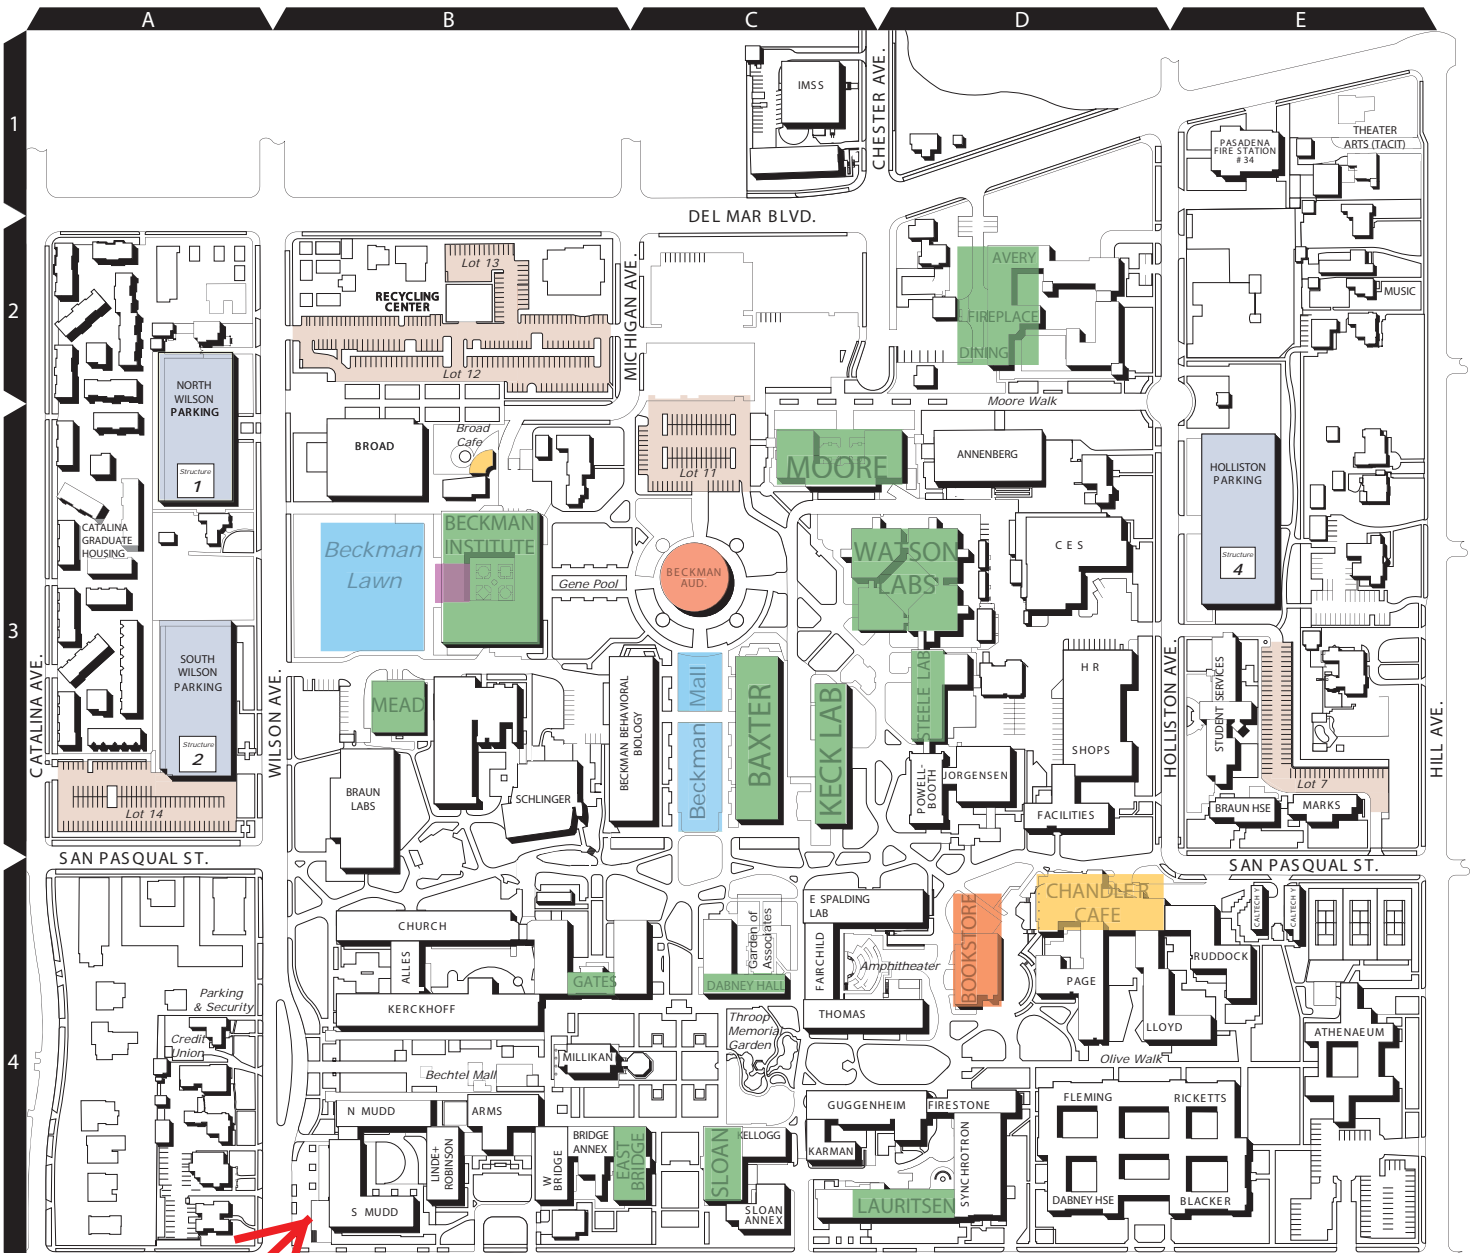 A
B
C
D
E
1
IMSS
CHESTER AVE.
PASADENA
FIRE STATION
# 34
THEATER
ARTS (TACIT)
DEL MAR BLVD.
2
Lot 13
RECYCLING
CENTER
MICHIGAN AVE.
AVERY
FIREPLACE
DINING
MUSIC
Lot 12
NORTH
WILSON
PARKING
Structure
1
Moore Walk
BROAD
Broad
Cafe
Lot 11
MOORE
ANNENBERG
HOLLISTON
PARKING
Structure
4
CATALINA
GRADUATE
HOUSING
Beckman
Lawn
BECKMAN
INSTITUTE
Gene Pool
BECKMAN
AUD.
WATSON
LABS
CES
3
SOUTH
WILSON
PARKING
Structure
2
CATALINA AVE.
WILSON AVE.
MEAD
BECKMAN BEHAVIORAL
BIOLOGY
Beckman Mall
BAXTER
KECK LAB
STEELE LAB
HR
SHOPS
HOLLISTON AVE.
STUDENT SERVICES
HILL AVE.
BRAUN
LABS
SCHLINGER
POWELL-
BOOTH
JORGENSEN
FACILITIES
Lot 7
BRAUN HSE
MARKS
Lot 14
SAN PASQUAL ST.
SAN PASQUAL ST.
4
CHURCH
ALLES
KERCKHOFF
GATES
Garden of
Associates
DABNEY HALL
E SPALDING
LAB
FAIRCHILD
Amphitheater
THOMAS
BOOKSTORE
CHANDLER
CAFE
CALTECH Y
CALTECH Y
PAGE
RUDDOCK
LLOYD
ATHENAEUM
Parking
& Security
Credit
Union
Throop
Memorial
Garden
MILLIKAN
Bechtel Mall
Olive Walk
N MUDD
ARMS
LINDE+
ROBINSON
S MUDD
W
BRIDGE
BRIDGE
ANNEX
EAST
BRIDGE
SLOAN
KELLOGG
SLOAN
ANNEX
GUGGENHEIM
FIRESTONE
KARMAN
SYNCHROTRON
LAURITSEN
FLEMING
RICKETTS
DABNEY HSE
BLACKER